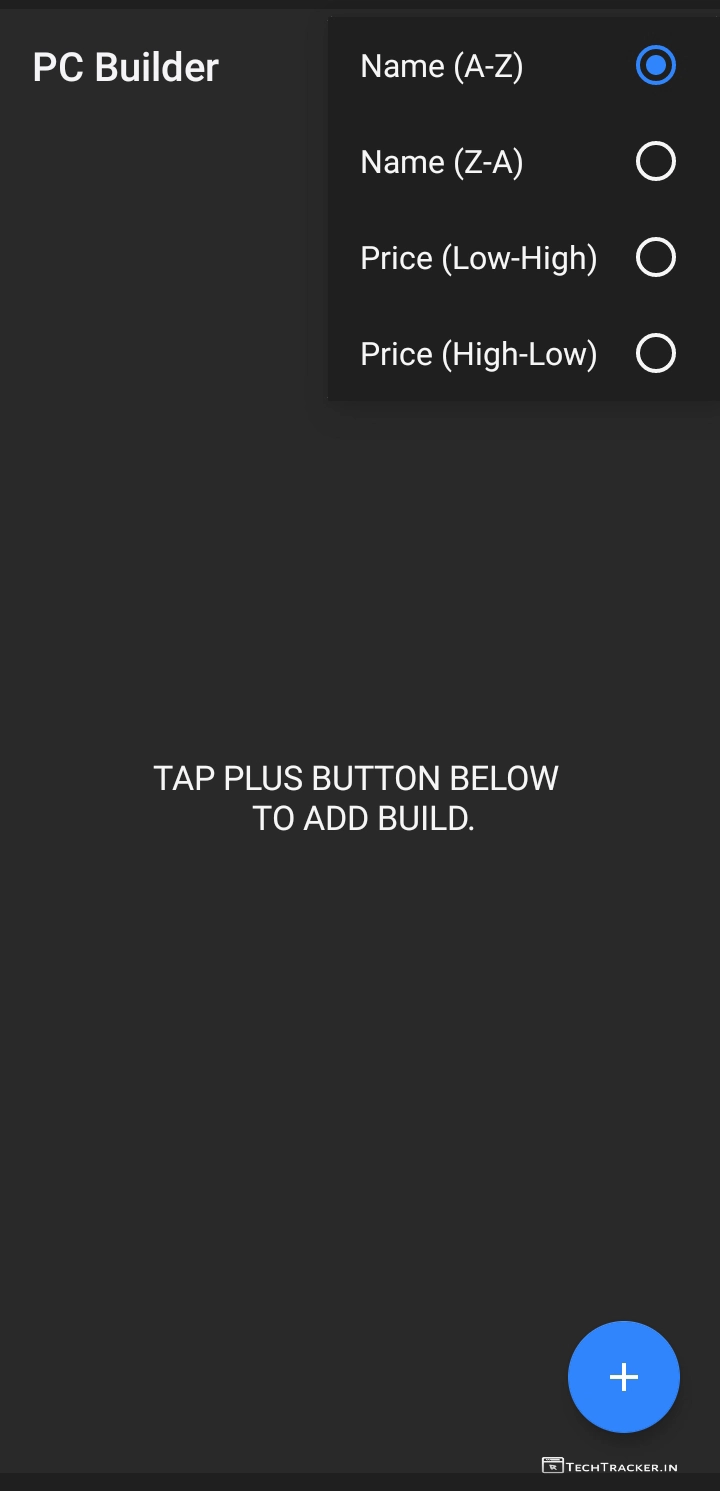 PC Builder
Name (A-Z)
Name (Z-A)
Price (Low-High)
Price (High-Low)
TAP PLUS BUTTON BELOW
TO ADD BUILD.
TECHTRACKER.IN